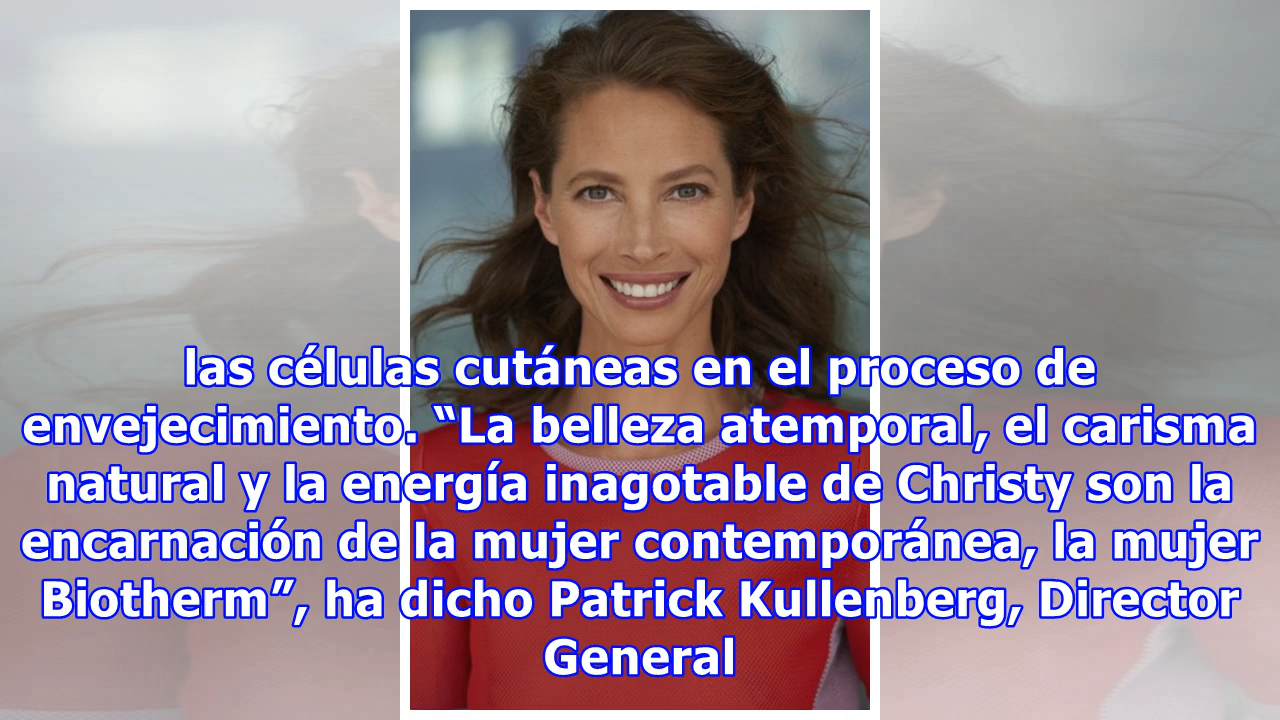 las células cutáneas en el proceso de
envejecimiento. “La belleza atemporal, el carisma
natural y la energía inagotable de Christy son la
encarnación de la mujer contemporánea, la mujer
Biotherm”, ha dicho Patrick Kullenberg, Director
General